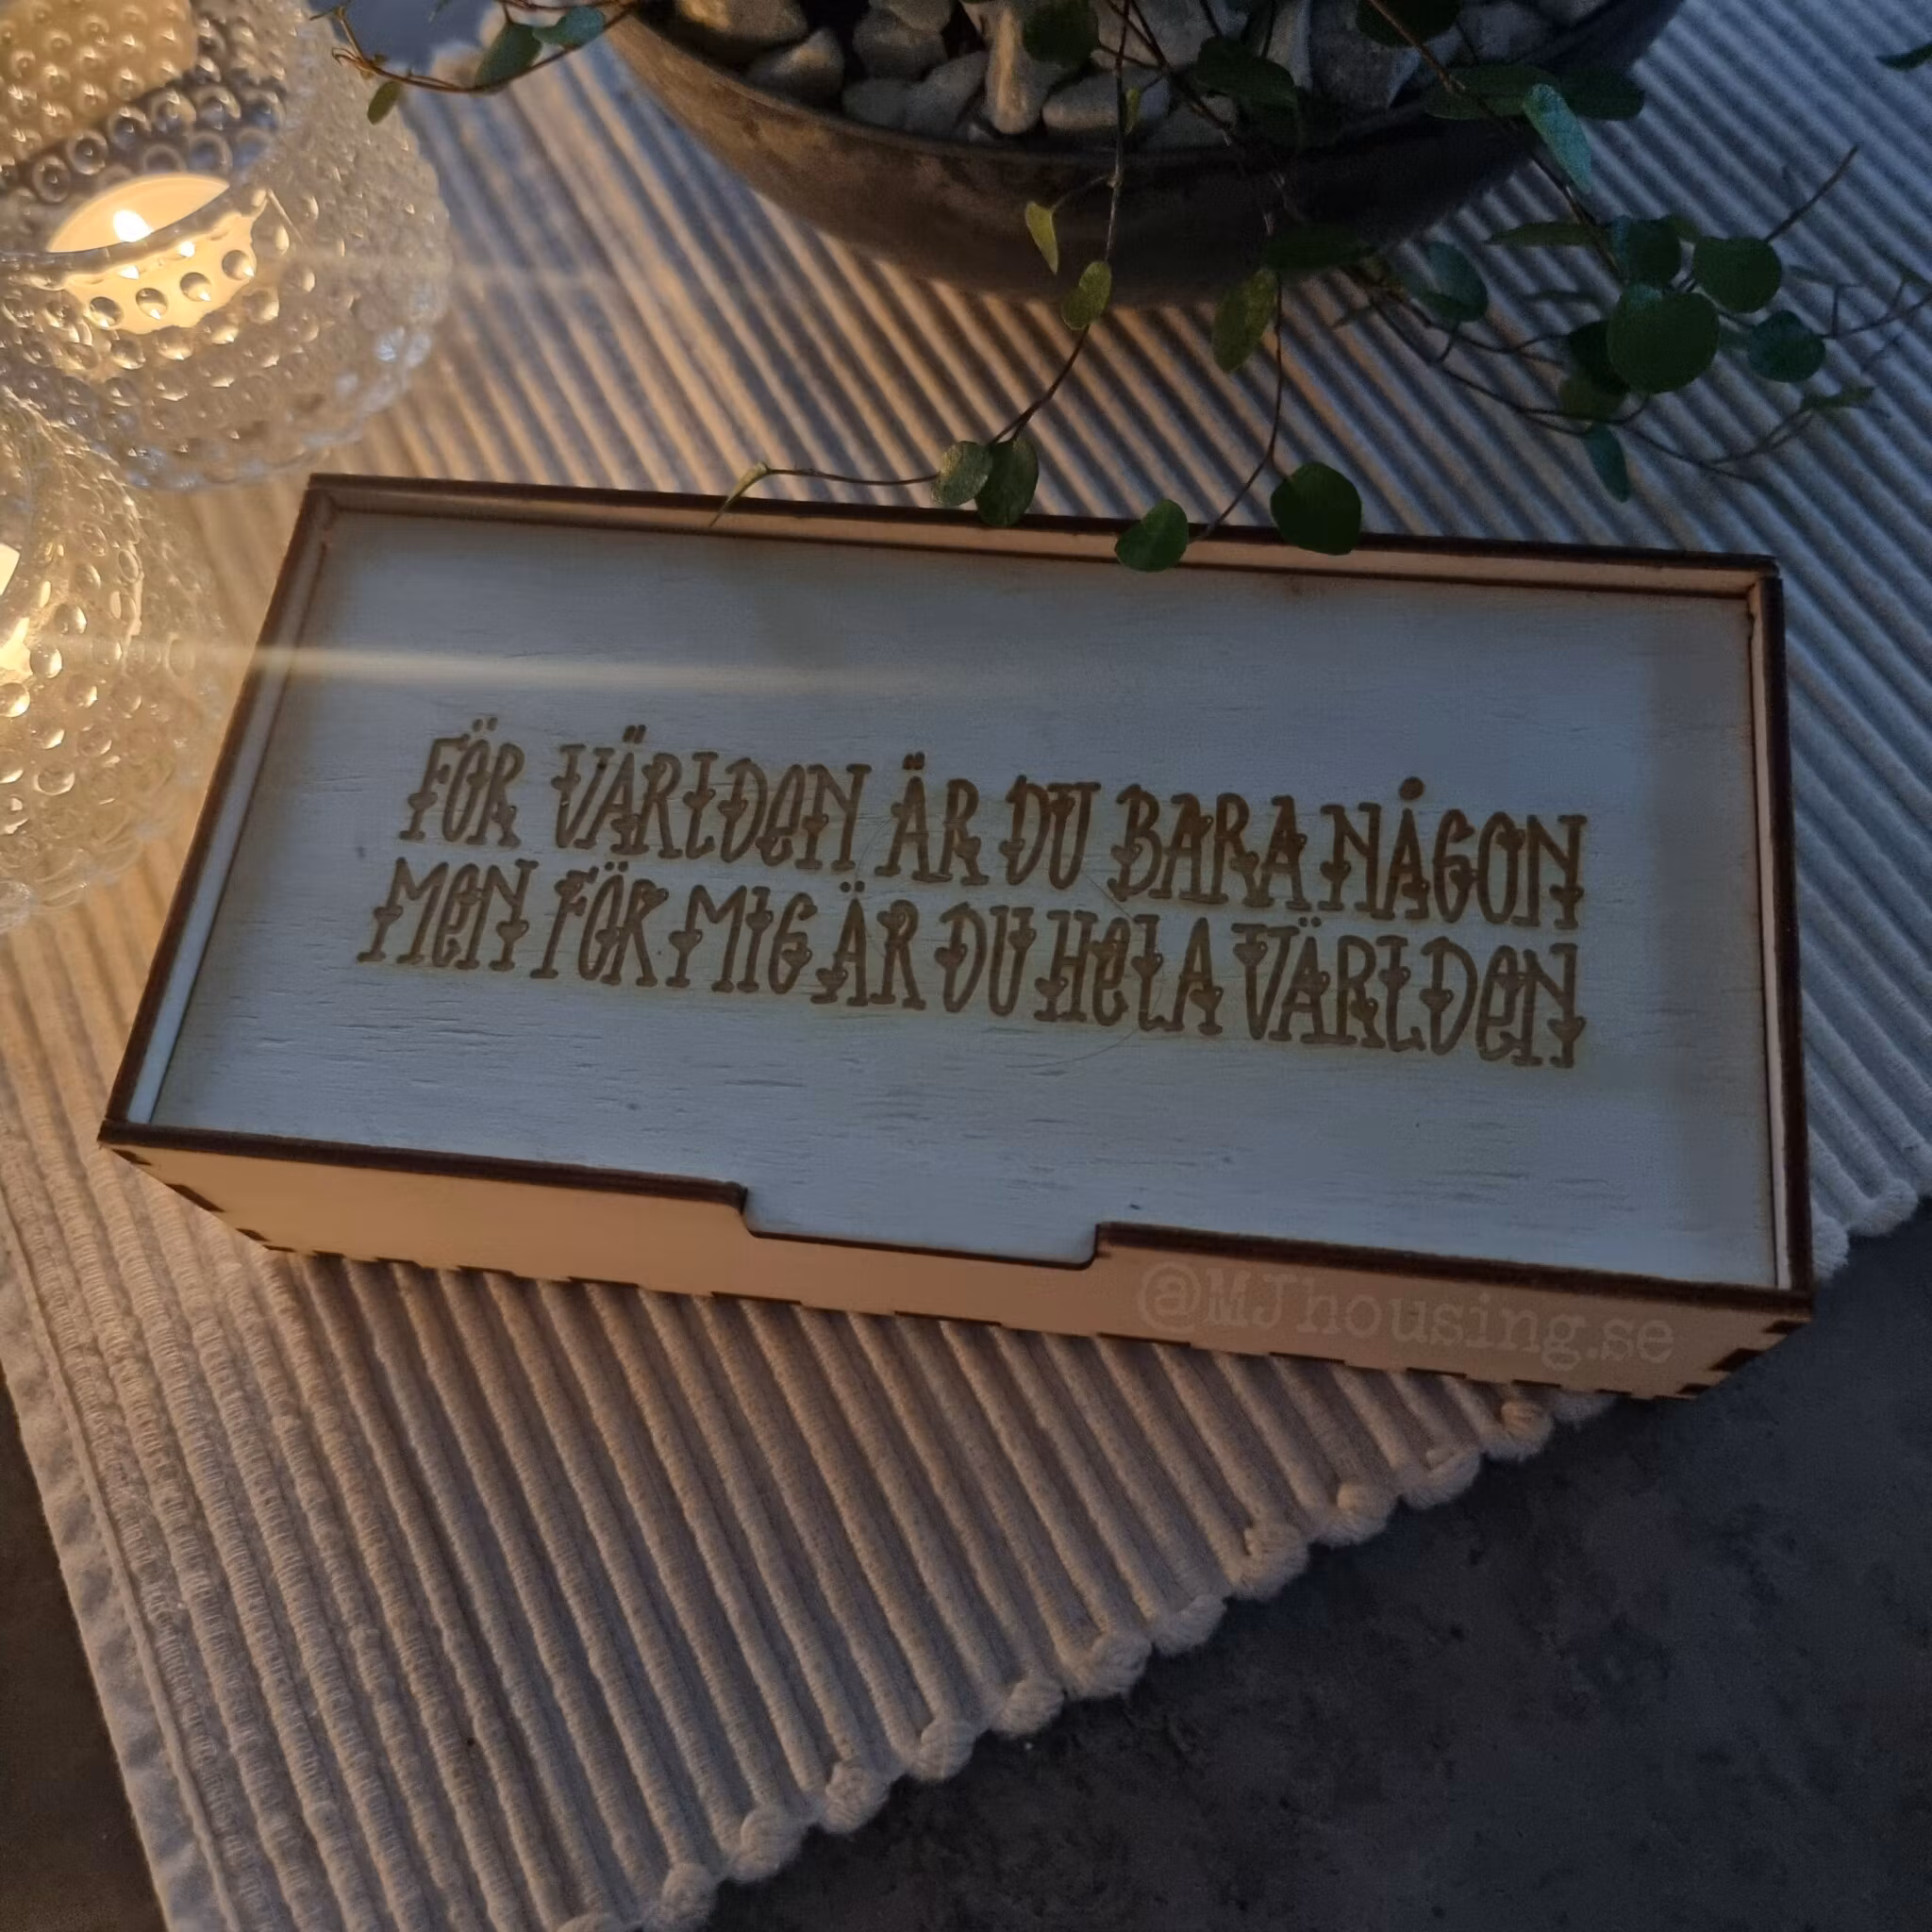 FÖR VÄRLDeN ÄR DU BARA NÅGON
MeN FÖR MIG ÄR DU HeLA VÄRLDeN
@MJhousing.se